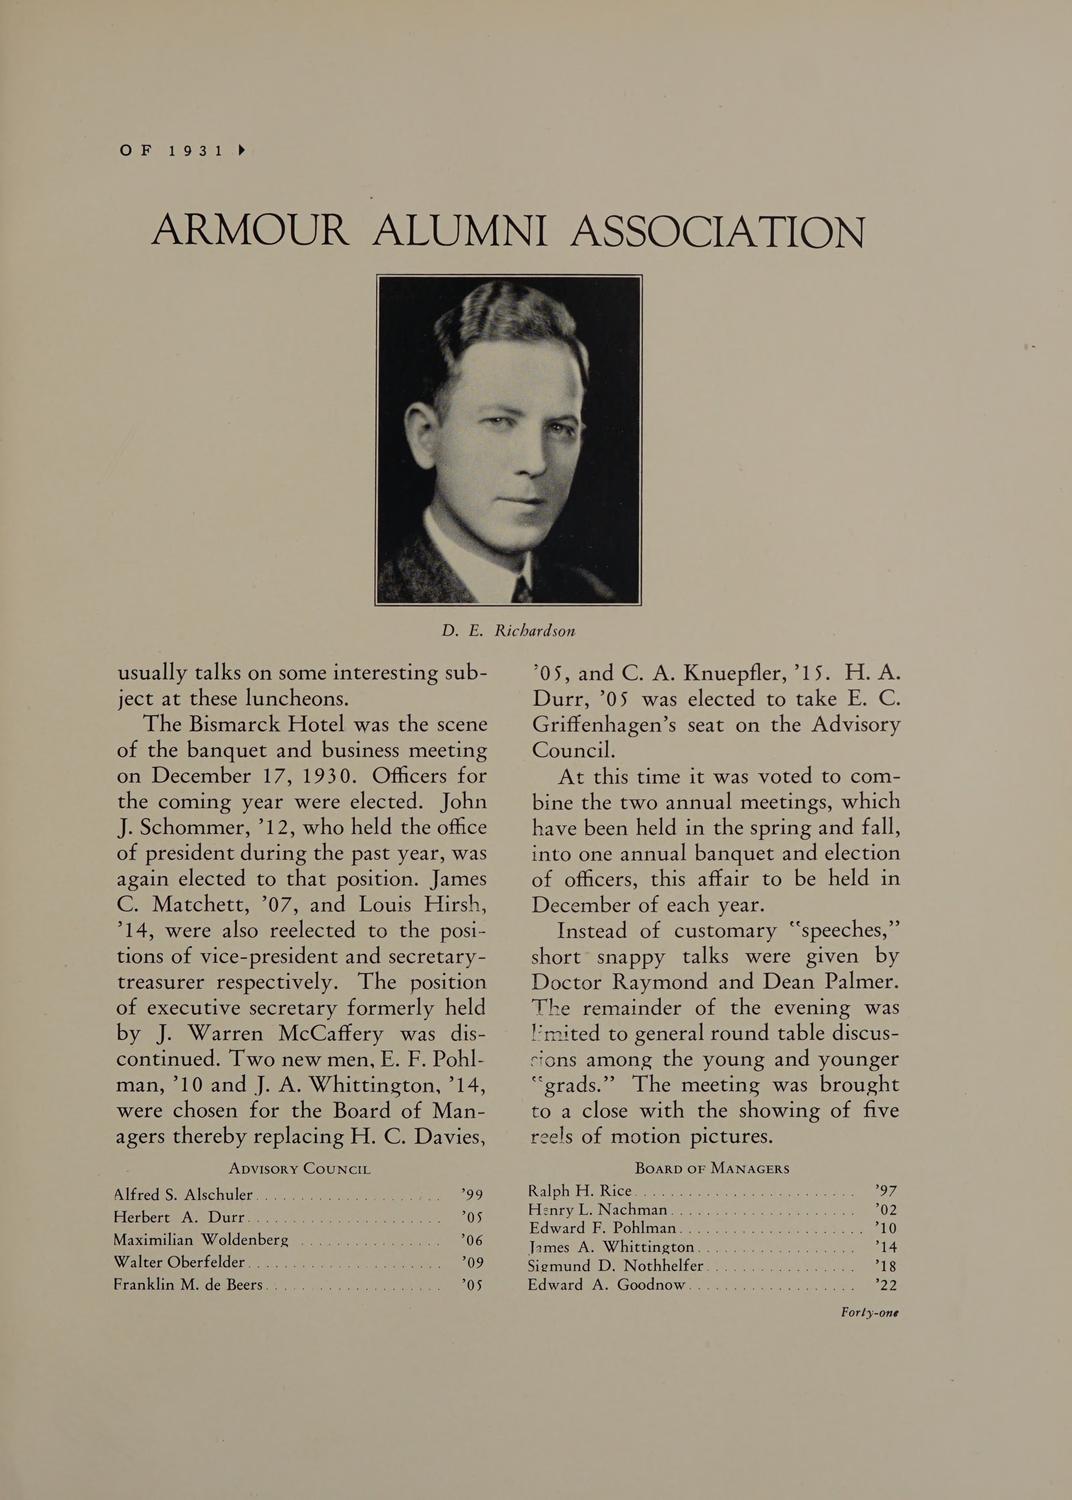 OF 1931
ARMOUR ALUMNI ASSOCIATION
D. E. Richardson
usually talks on some interesting sub-
ject at these luncheons.
The Bismarck Hotel was the scene
of the banquet and business meeting
on December 17, 1930. Officers for
the coming year were elected. John
J. Schommer, ’12, who held the office
of president during the past year, was
again elected to that position. James
C. Matchett, ’07, and Louis Hirsh,
’14, were also reelected to the posi-
tions of vice-president and secretary-
treasurer respectively. The position
of executive secretary formerly held
by J. Warren McCaffery was dis-
continued. Two new men, E. F. Pohl-
man, ’10 and J. A. Whittington, ’14,
were chosen for the Board of Man-
agers thereby replacing H. C. Davies,
’05, and C. A. Knuepfler, ’15. H. A.
Durr, ’05 was elected to take E. C.
Griffenhagen’s seat on the Advisory
Council.
At this time it was voted to com-
bine the two annual meetings, which
have been held in the spring and fall,
into one annual banquet and election
of officers, this affair to be held in
December of each year.
Instead of customary “speeches,”
short snappy talks were given by
Doctor Raymond and Dean Palmer.
The remainder of the evening was
limited to general round table discus-
sions among the young and younger
“grads.” The meeting was brought
to a close with the showing of five
reels of motion pictures.
ADVISORY COUNCIL
Alfred S. Alschuler ’99
Herbert A. Durr ’05
Maximilian Woldenberg ’06
Walter Oberfelder ’09
Franklin M. de Beers ’05
BOARD OF MANAGERS
Ralph H. Rice ’97
Henry L. Nachman ’02
Edward F. Pohlman ’10
James A. Whittington ’14
Sigmund D. Nothhelfer ’18
Edward A. Goodnow ’22
Forty-one